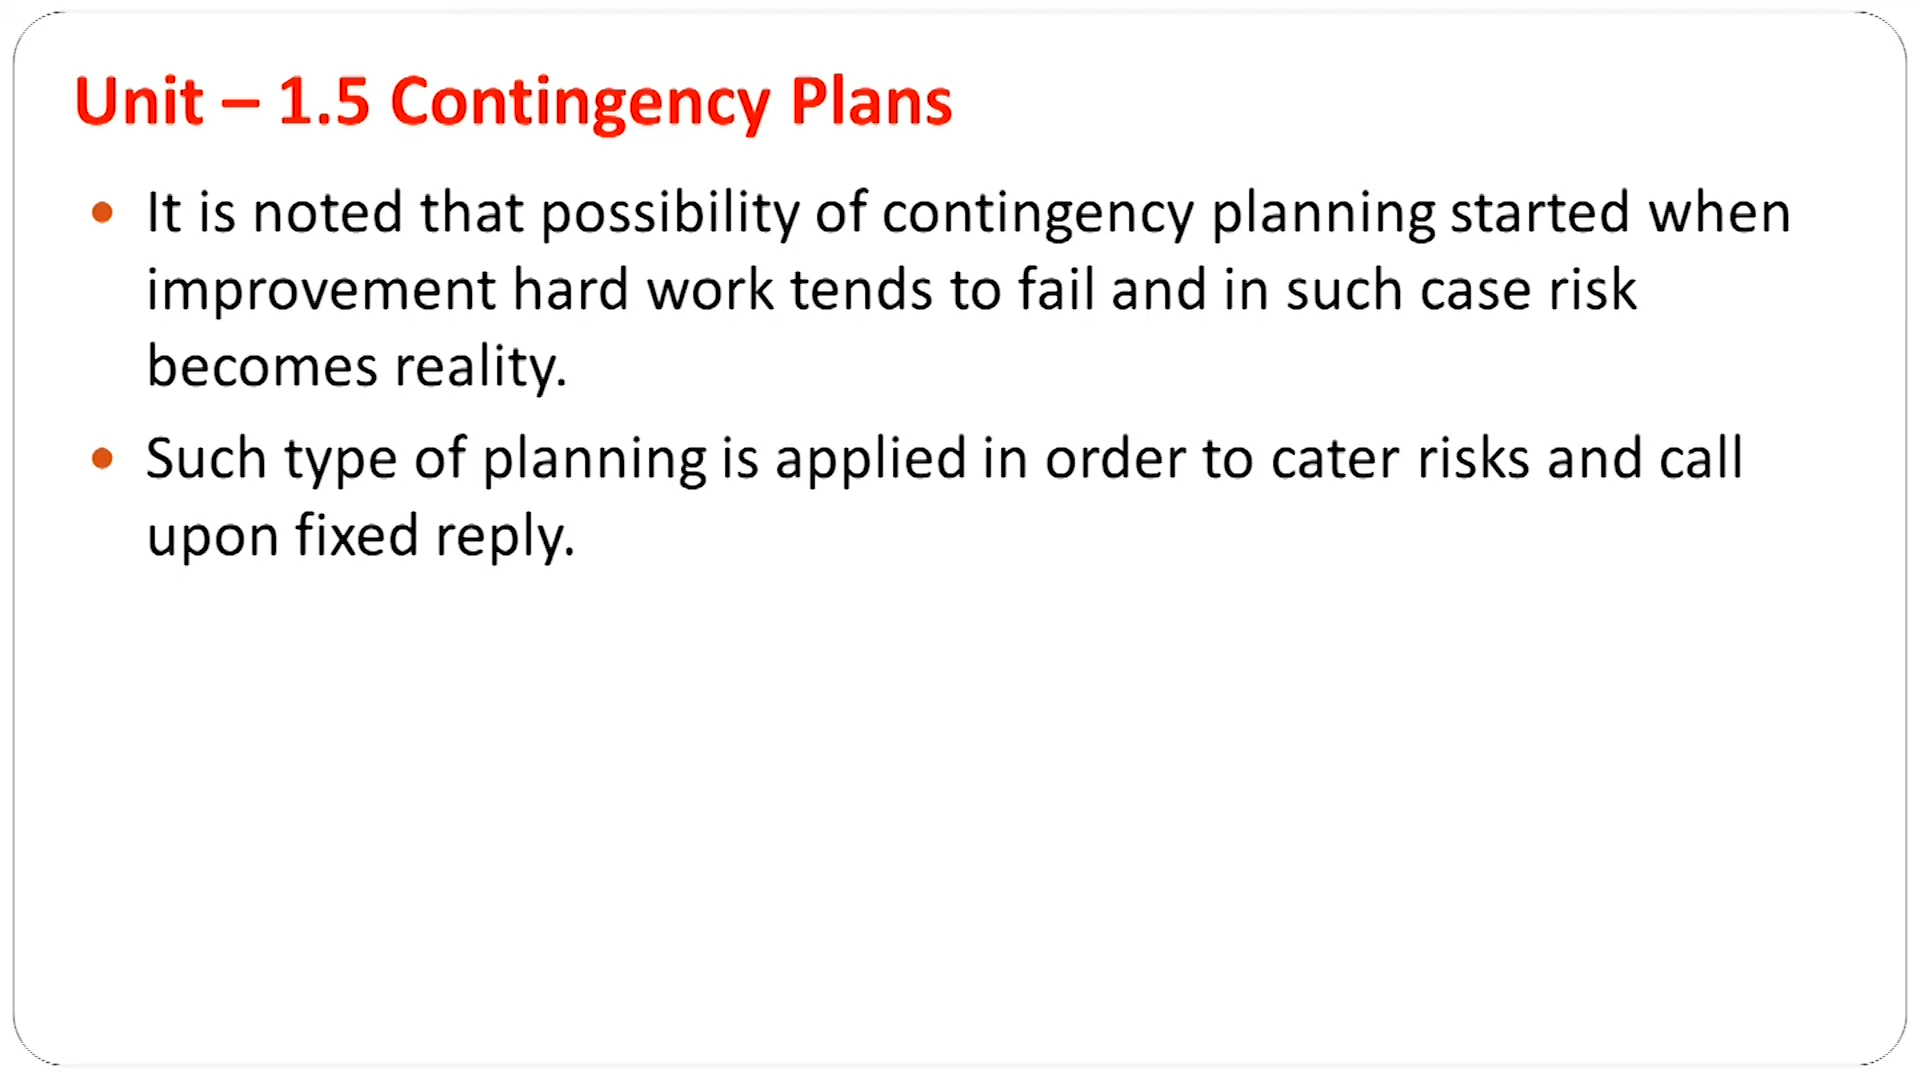 Unit – 1.5 Contingency Plans
• It is noted that possibility of contingency planning started when
improvement hard work tends to fail and in such case risk
becomes reality.
• Such type of planning is applied in order to cater risks and call
upon fixed reply.